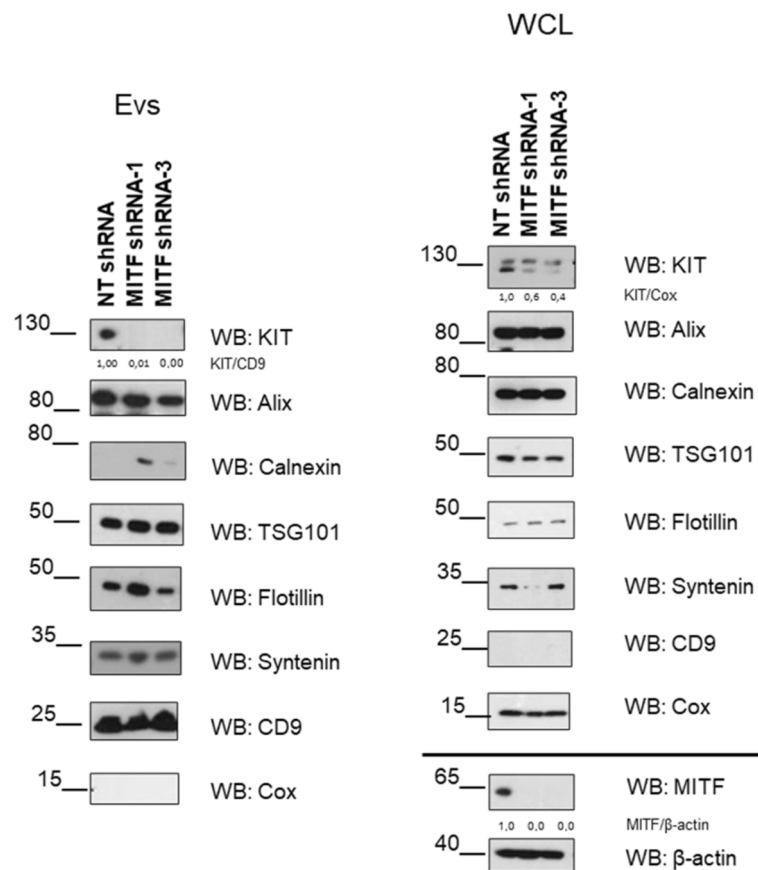 Evs
NT shRNA
MITF shRNA-1
MITF shRNA-3
130
WB: KIT
1,00 0,01 0,00 KIT/CD9
80
WB: Alix
80
WB: Calnexin
50
WB: TSG101
50
WB: Flotillin
35
WB: Syntenin
25
WB: CD9
15
WB: Cox
WCL
NT shRNA
MITF shRNA-1
MITF shRNA-3
130
WB: KIT
1,0 0,6 0,4 KIT/Cox
80
WB: Alix
80
WB: Calnexin
50
WB: TSG101
50
WB: Flotillin
35
WB: Syntenin
25
WB: CD9
15
WB: Cox
65
WB: MITF
1,0 0,0 0,0 MITF/β-actin
40
WB: β-actin